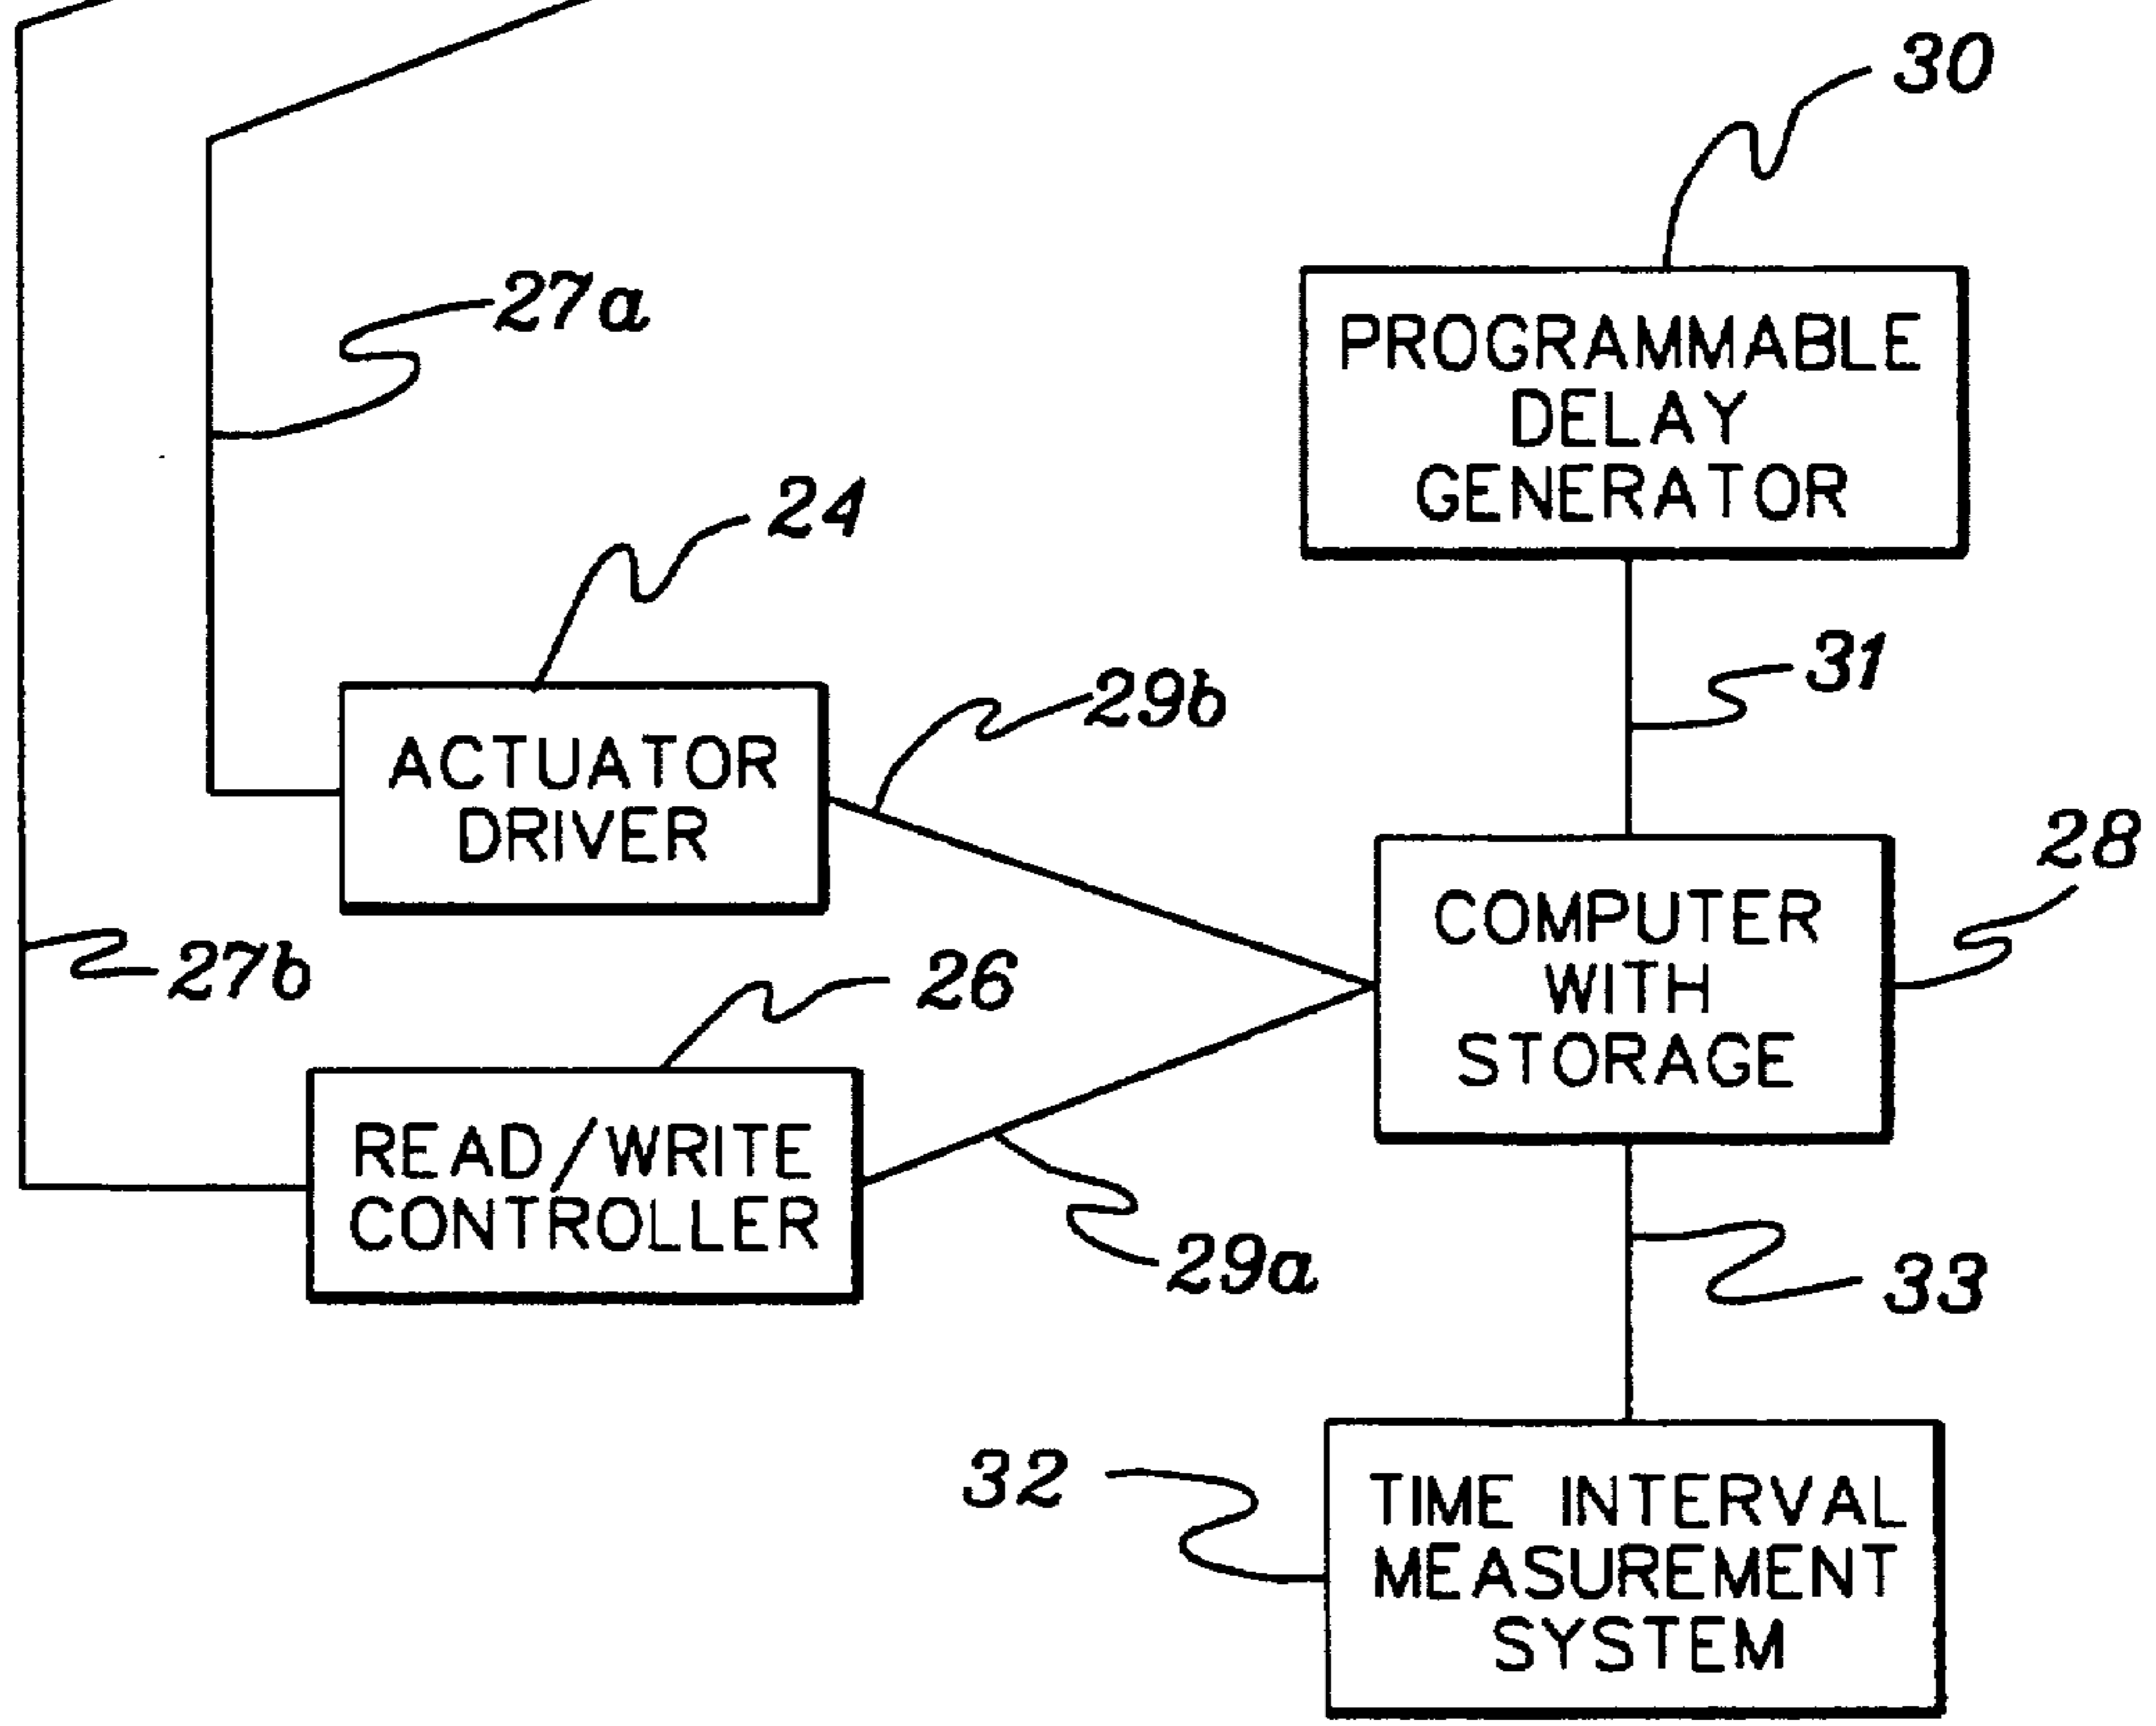 30
27a
PROGRAMMABLE
DELAY
GENERATOR
24
31
29b
ACTUATOR
DRIVER
28
COMPUTER
WITH
STORAGE
27b
26
READ/WRITE
CONTROLLER
29a
33
32
TIME INTERVAL
MEASUREMENT
SYSTEM